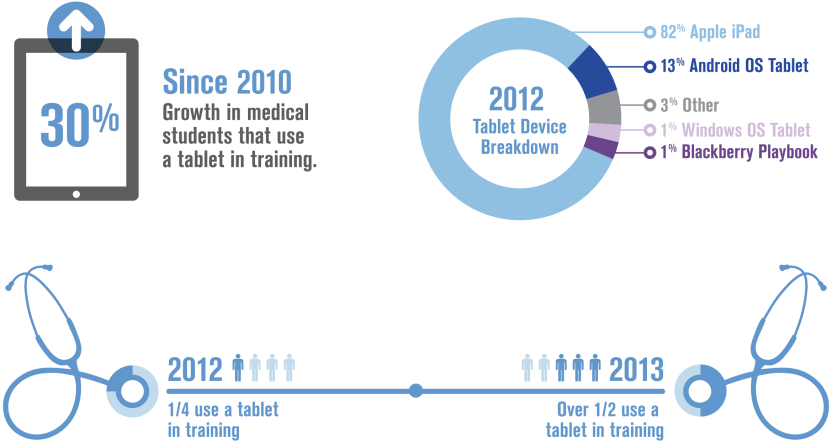 30%
Since 2010
Growth in medical
students that use
a tablet in training.
2012
Tablet Device
Breakdown
82% Apple iPad
13% Android OS Tablet
3% Other
1% Windows OS Tablet
1% Blackberry Playbook
2012
1/4 use a tablet
in training
2013
Over 1/2 use a
tablet in training